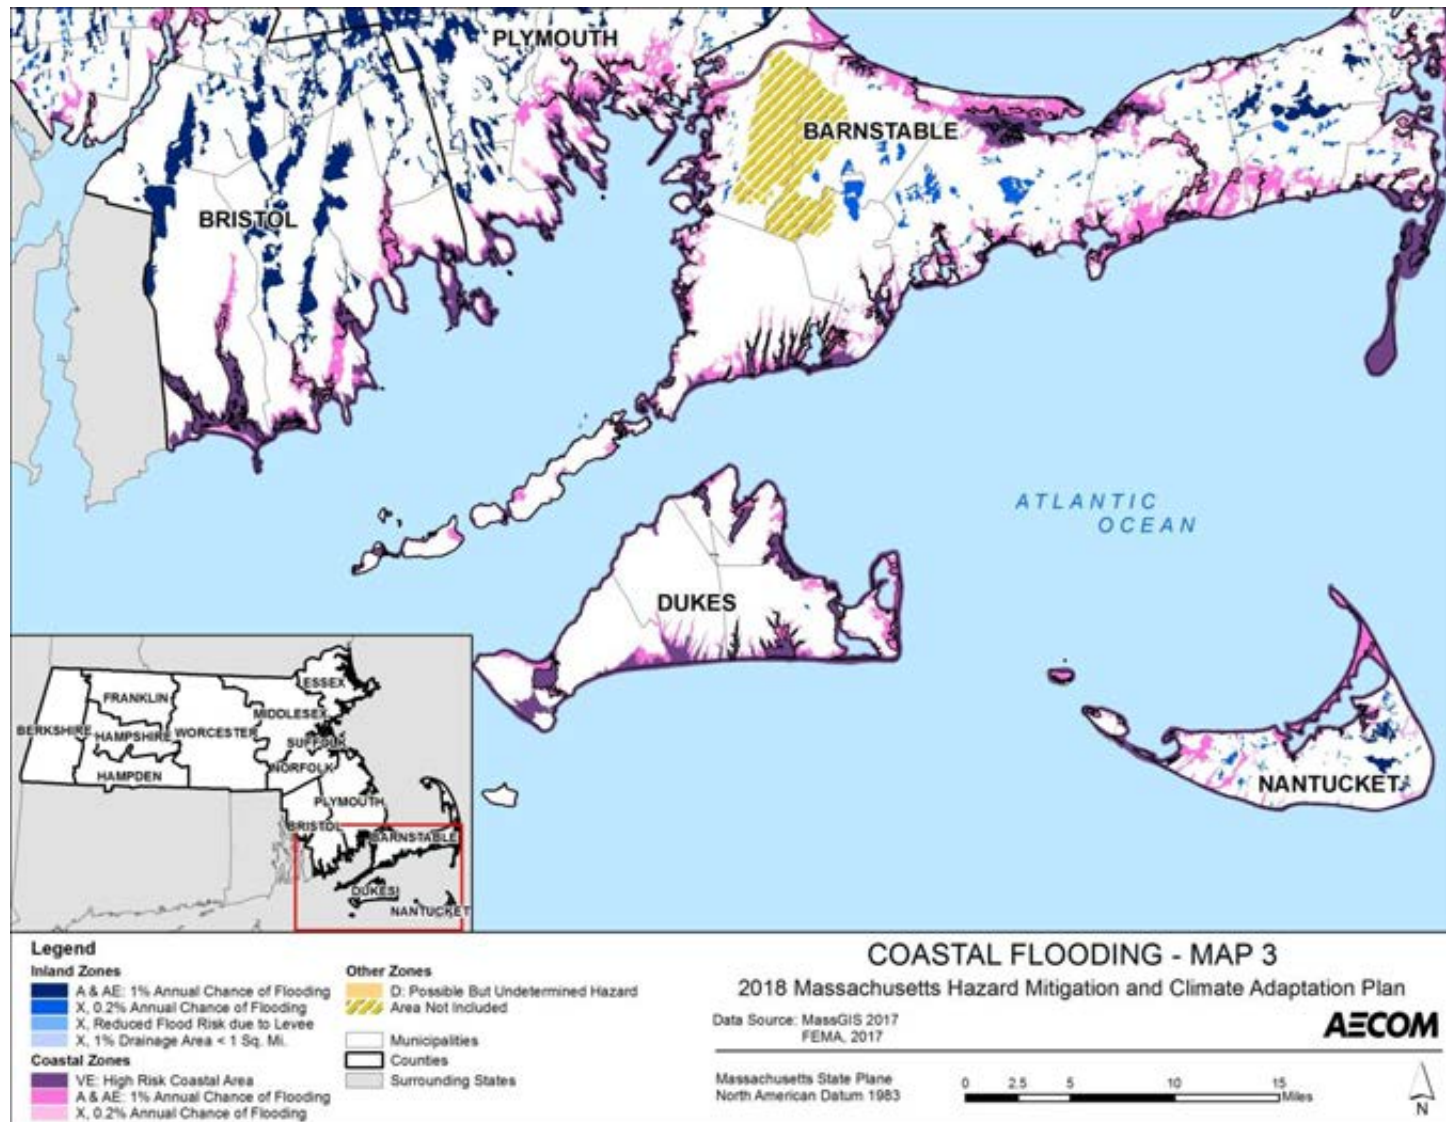 PLYMOUTH
BARNSTABLE
BRISTOL
ATLANTIC
OCEAN
DUKES
NANTUCKET
ESSEX
FRANKLIN
MIDDLESEX
BERKSHIRE
HAMPSHIRE
WORCESTER
SUFFOLK
NORFOLK
HAMPDEN
PLYMOUTH
BRISTOL
BARNSTABLE
DUKES
NANTUCKET
Legend
Inland Zones
A & AE: 1% Annual Chance of Flooding
X, 0.2% Annual Chance of Flooding
X, Reduced Flood Risk due to Levee
X, 1% Drainage Area < 1 Sq. Mi.
Coastal Zones
VE: High Risk Coastal Area
A & AE: 1% Annual Chance of Flooding
X, 0.2% Annual Chance of Flooding
Other Zones
D: Possible But Undetermined Hazard
Area Not Included
Municipalities
Counties
Surrounding States
COASTAL FLOODING - MAP 3
2018 Massachusetts Hazard Mitigation and Climate Adaptation Plan
Data Source: MassGIS 2017
FEMA, 2017
AECOM
Massachusetts State Plane
North American Datum 1983
0 2.5 5 10 15
Miles
N